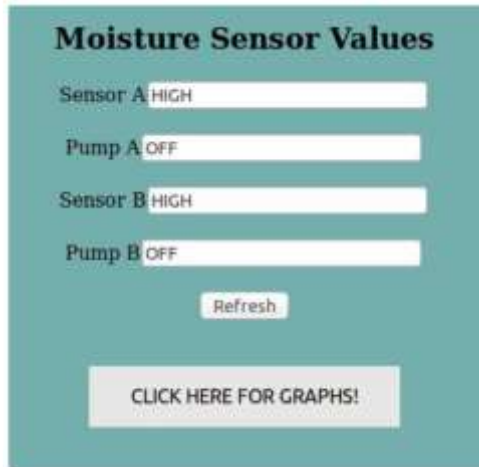 Moisture Sensor Values
Sensor A HIGH
Pump A OFF
Sensor B HIGH
Pump B OFF
Refresh
CLICK HERE FOR GRAPHS!